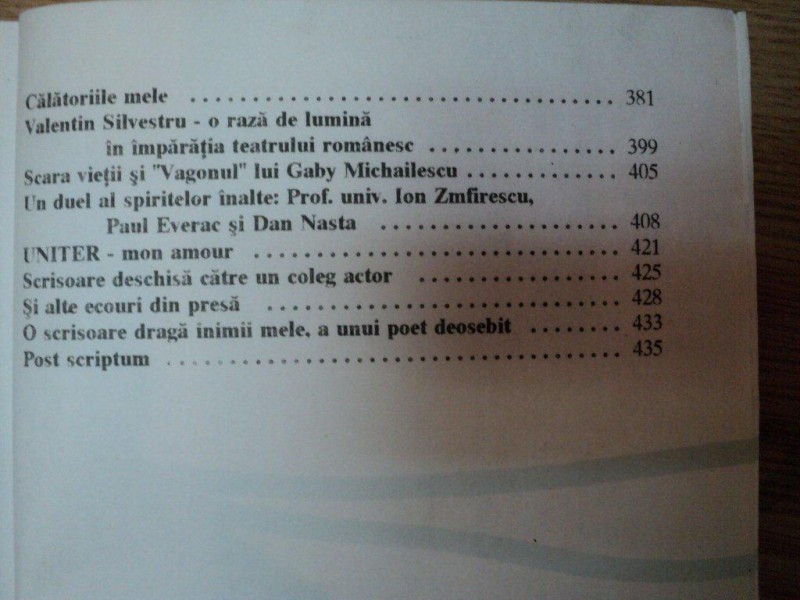 Călătoriile mele ................................... 381
Valentin Silvestru - o rază de lumină
în împărăția teatrului românesc ................ 399
Scara vieții și "Vagonul" lui Gaby Michailescu ............. 405
Un duel al spiritelor înalte: Prof. univ. Ion Zmfirescu,
Paul Everac și Dan Nasta .................... 408
UNITER - mon amour ............................. 421
Scrisoare deschisă către un coleg actor ................ 425
Și alte ecouri din presă ............................ 428
O scrisoare dragă inimii mele, a unui poet deosebit ........ 433
Post scriptum .................................... 435